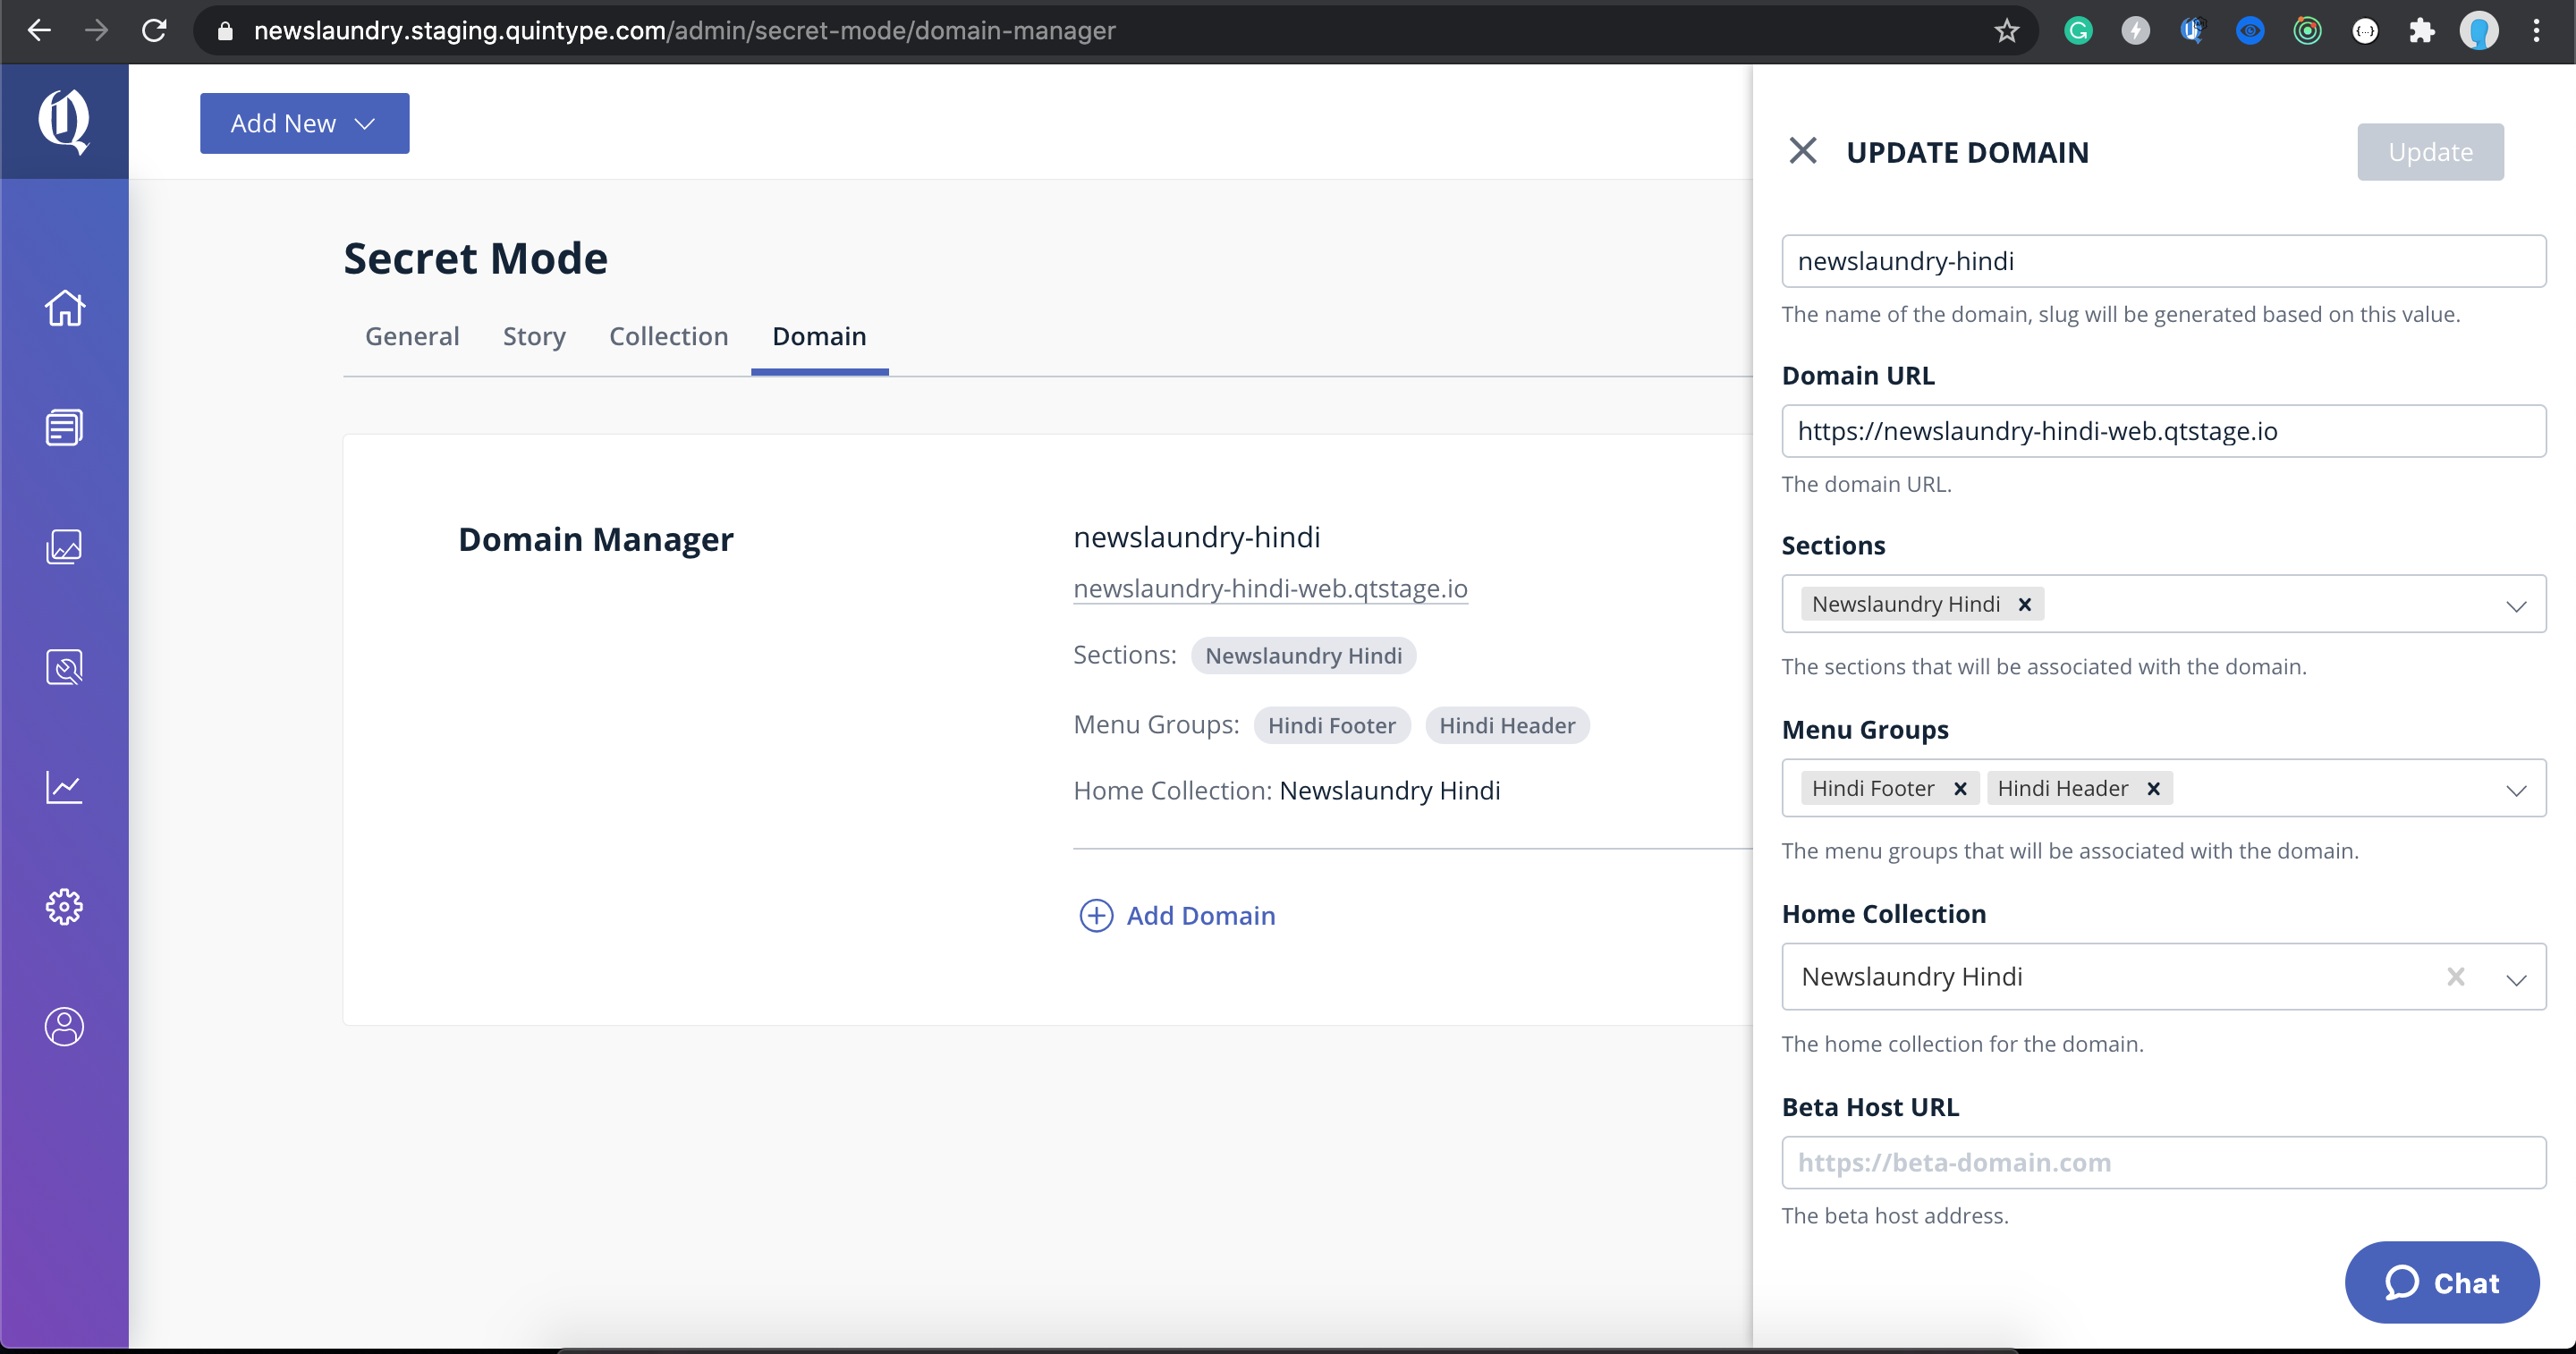 newslaundry.staging.quintype.com/admin/secret-mode/domain-manager
Add New
Secret Mode
General Story Collection Domain
Domain Manager
newslaundry-hindi
newslaundry-hindi-web.qtstage.io
Sections: Newslaundry Hindi
Menu Groups: Hindi Footer Hindi Header
Home Collection: Newslaundry Hindi
Add Domain
UPDATE DOMAIN
Update
newslaundry-hindi
The name of the domain, slug will be generated based on this value.
Domain URL
https://newslaundry-hindi-web.qtstage.io
The domain URL.
Sections
Newslaundry Hindi
The sections that will be associated with the domain.
Menu Groups
Hindi Footer Hindi Header
The menu groups that will be associated with the domain.
Home Collection
Newslaundry Hindi
The home collection for the domain.
Beta Host URL
https://beta-domain.com
The beta host address.
Chat